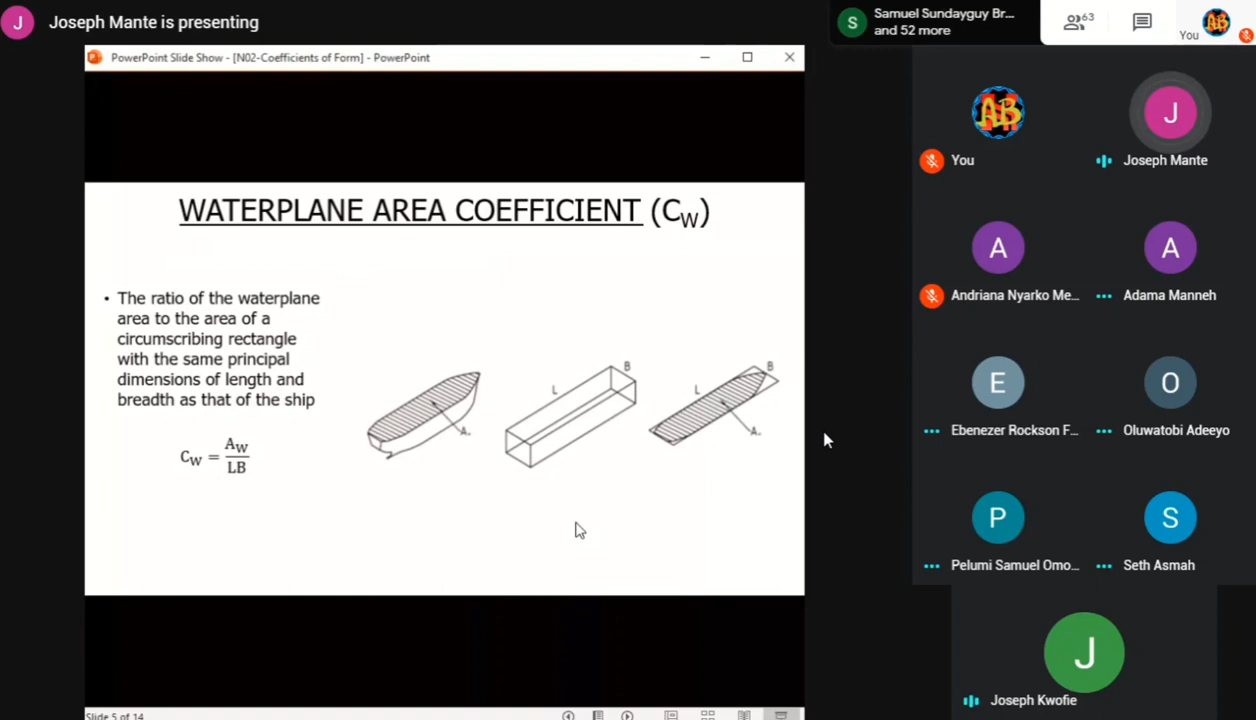 J
Joseph Mante is presenting
S
Samuel Sundayguy Br...
and 52 more
63
AB
You
PowerPoint Slide Show - [N02-Coefficients of Form] - PowerPoint
WATERPLANE AREA COEFFICIENT (CW)
• The ratio of the waterplane
area to the area of a
circumscribing rectangle
with the same principal
dimensions of length and
breadth as that of the ship
CW = AW
LB
A.
L
B
L
B
A.
Slide 5 of 14
AB
You
J
Joseph Mante
A
Andriana Nyarko Me...
A
Adama Manneh
E
Ebenezer Rockson F...
O
Oluwatobi Adeeyo
P
Pelumi Samuel Omo...
S
Seth Asmah
J
Joseph Kwofie